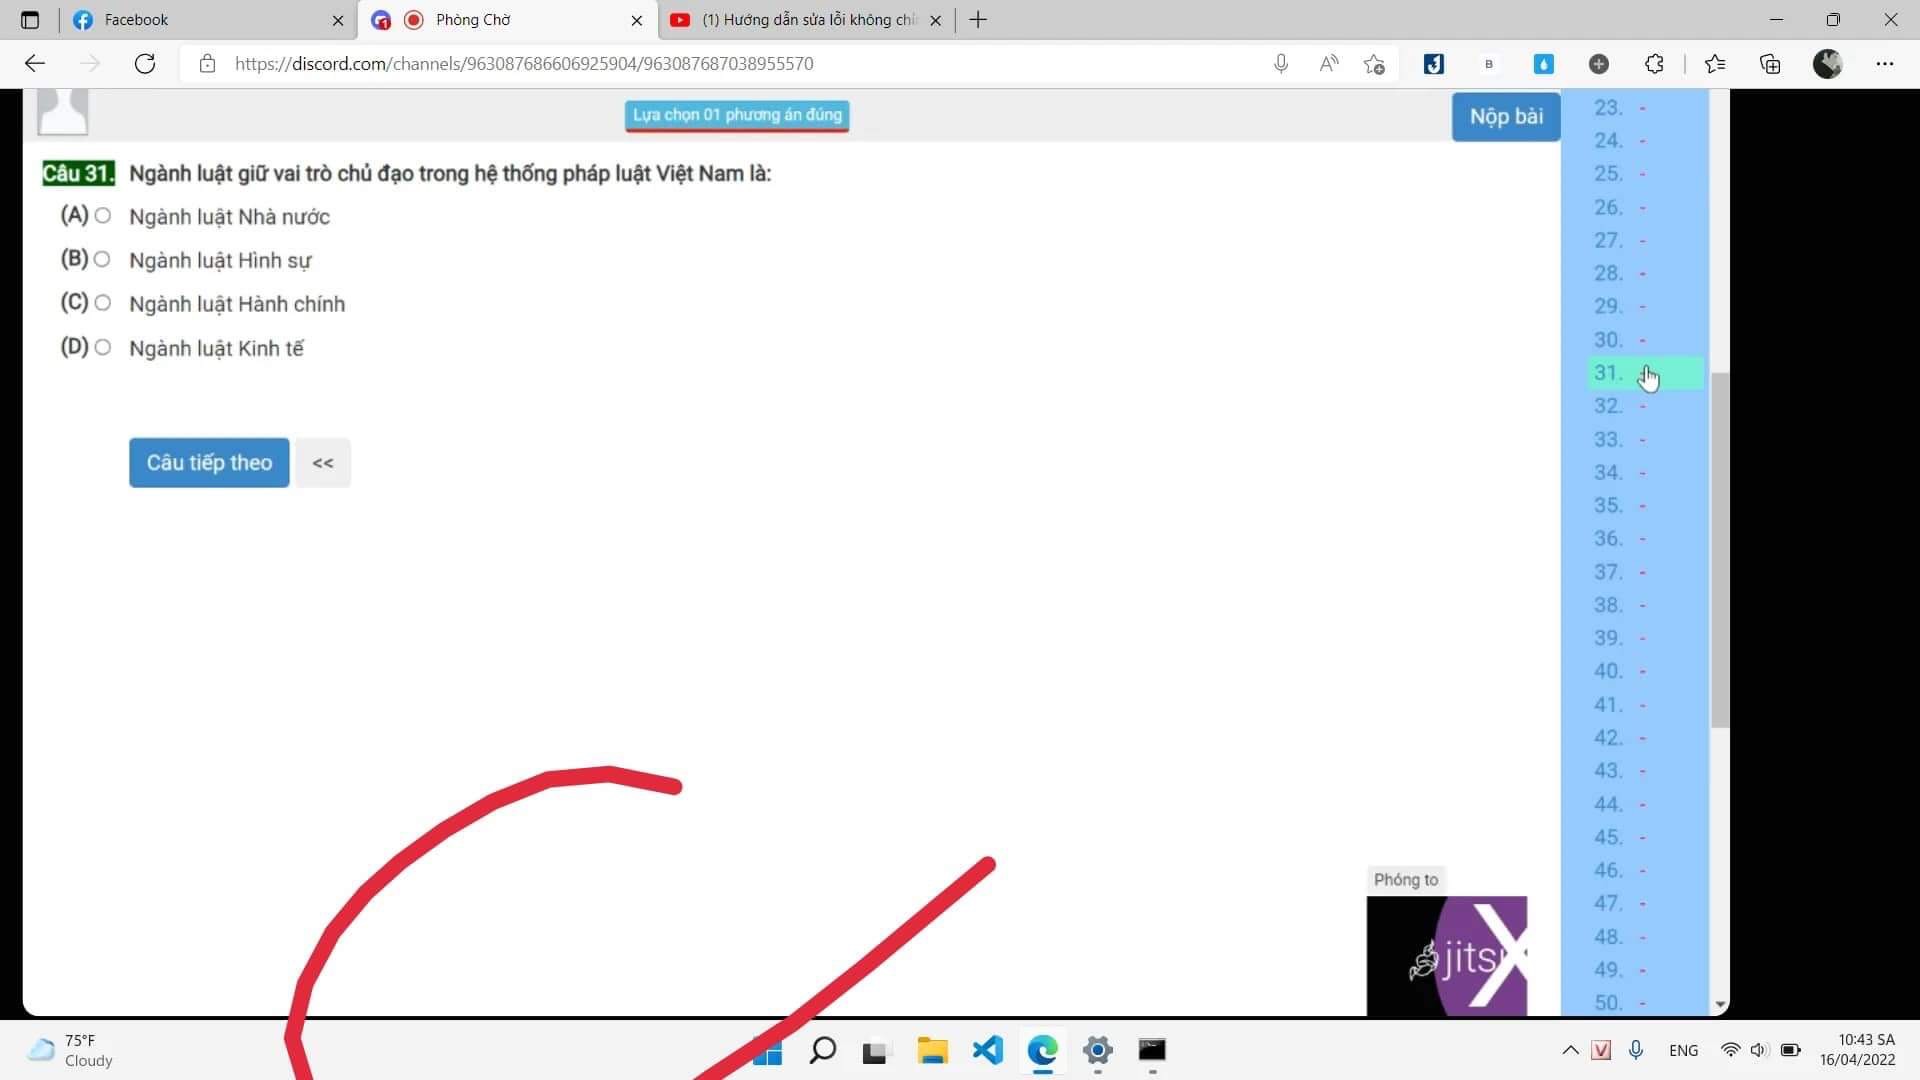 Facebook
Phòng Chờ
(1) Hướng dẫn sửa lỗi không chỉ
https://discord.com/channels/963087686606925904/963087687038955570
B
Lựa chọn 01 phương án đúng
Nộp bài
Câu 31. Ngành luật giữ vai trò chủ đạo trong hệ thống pháp luật Việt Nam là:
(A) Ngành luật Nhà nước
(B) Ngành luật Hình sự
(C) Ngành luật Hành chính
(D) Ngành luật Kinh tế
Câu tiếp theo <<
23. -
24. -
25. -
26. -
27. -
28. -
29. -
30. -
31.
32. -
33. -
34. -
35. -
36. -
37. -
38. -
39. -
40. -
41. -
42. -
43. -
44. -
45. -
46. -
47. -
48. -
49. -
50. -
Phóng to
jitsi
75°F
Cloudy
ENG
10:43 SA
16/04/2022